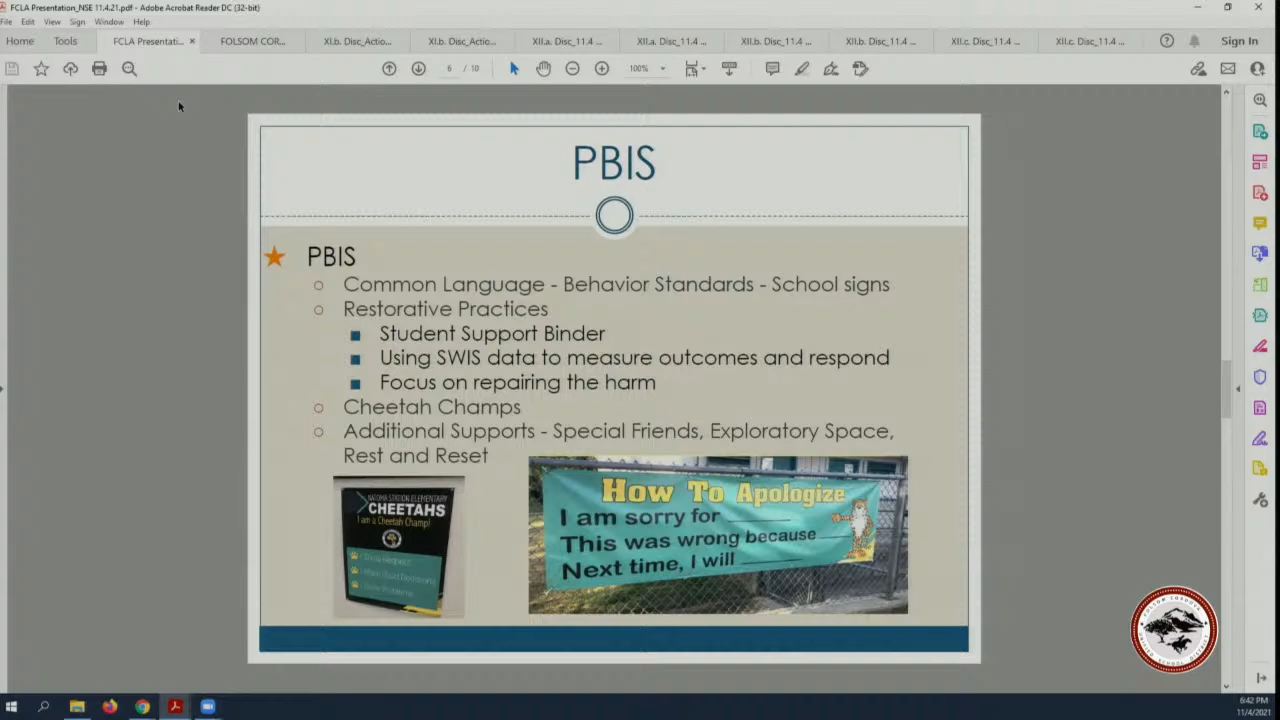 FCLA Presentation_NSE 11.4.21.pdf - Adobe Acrobat Reader DC (32-bit)
File Edit View Sign Window Help
Home Tools FCLA Presentati... × FOLSOM COR... XI.b. Disc_Actio... XI.b. Disc_Actio... XII.a. Disc_11.4 ... XII.a. Disc_11.4 ... XII.b. Disc_11.4 ... XII.b. Disc_11.4 ... XII.c. Disc_11.4 ... XII.c. Disc_11.4 ... Sign In
6 / 10 100%
PBIS
PBIS
Common Language - Behavior Standards - School signs
Restorative Practices
Student Support Binder
Using SWIS data to measure outcomes and respond
Focus on repairing the harm
Cheetah Champs
Additional Supports - Special Friends, Exploratory Space,
Rest and Reset
NATOMA STATION ELEMENTARY
CHEETAHS
I am a Cheetah Champ!
How To Apologize
I am sorry for ____
This was wrong because ____
Next time, I will ____
6:42 PM
11/4/2021